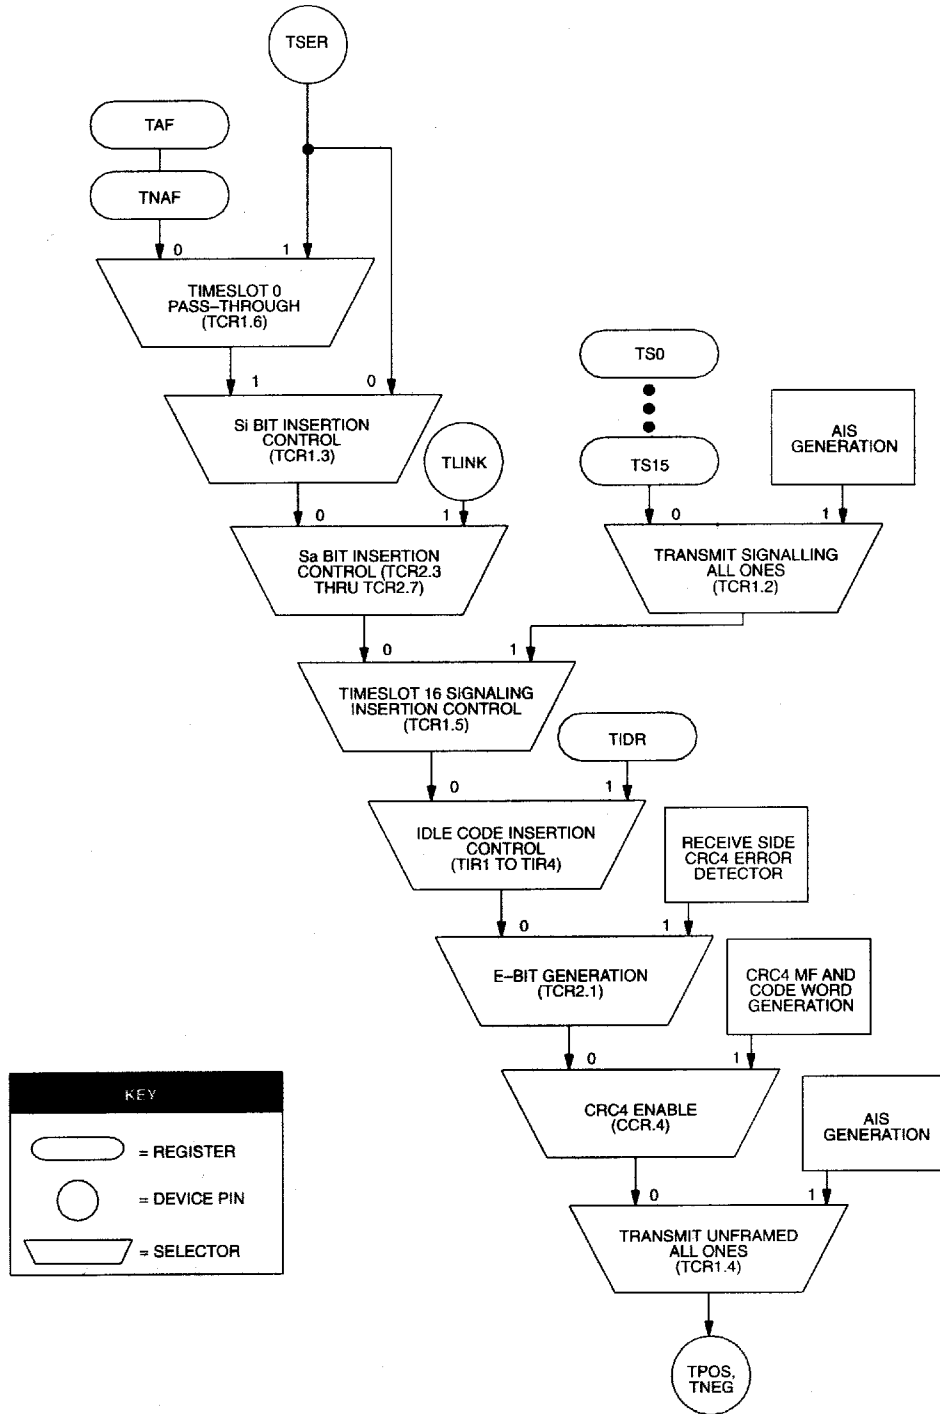 TSER
TAF
TNAF
0 1
TIMESLOT 0
PASS–THROUGH
(TCR1.6)
1 0
Si BIT INSERTION
CONTROL
(TCR1.3)
TLINK
TS0
TS15
AIS
GENERATION
0 1
Sa BIT INSERTION
CONTROL (TCR2.3
THRU TCR2.7)
0 1
TRANSMIT SIGNALLING
ALL ONES
(TCR1.2)
0 1
TIMESLOT 16 SIGNALING
INSERTION CONTROL
(TCR1.5)
TIDR
0 1
IDLE CODE INSERTION
CONTROL
(TIR1 TO TIR4)
RECEIVE SIDE
CRC4 ERROR
DETECTOR
0 1
E–BIT GENERATION
(TCR2.1)
CRC4 MF AND
CODE WORD
GENERATION
0 1
CRC4 ENABLE
(CCR.4)
AIS
GENERATION
0 1
TRANSMIT UNFRAMED
ALL ONES
(TCR1.4)
TPOS,
TNEG
KEY
= REGISTER
= DEVICE PIN
= SELECTOR